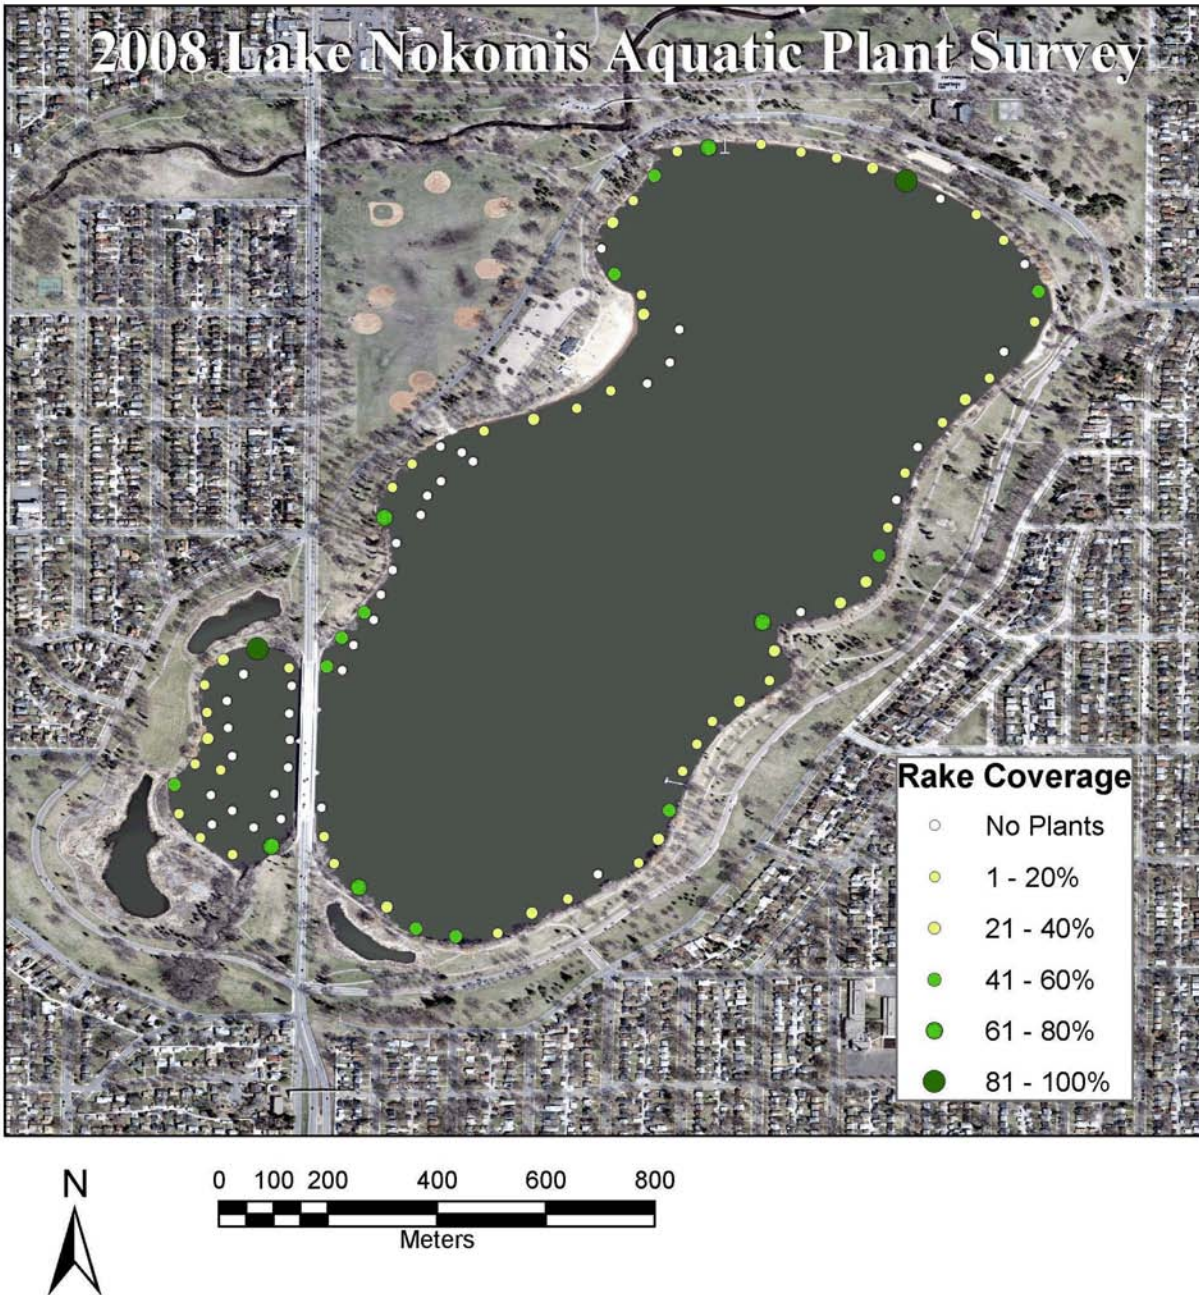 2008 Lake Nokomis Aquatic Plant Survey
Rake Coverage
No Plants
1 - 20%
21 - 40%
41 - 60%
61 - 80%
81 - 100%
N
0 100 200 400 600 800
Meters